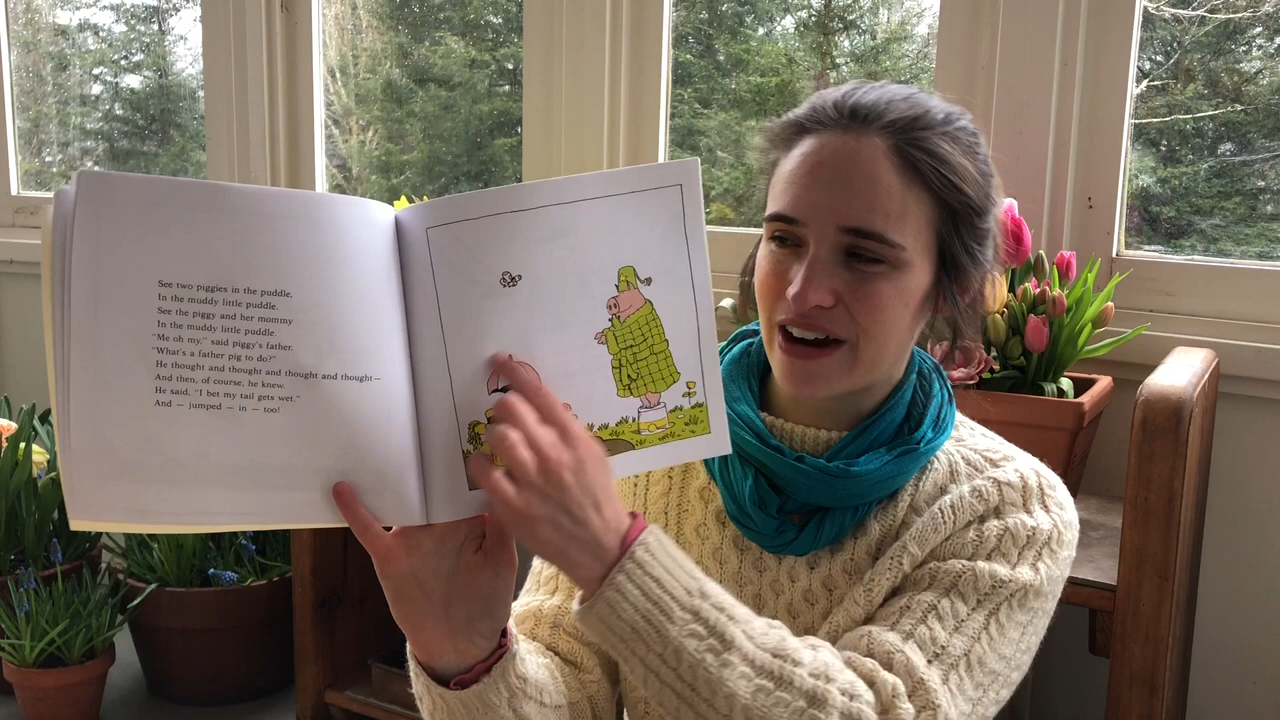 See two piggies in the puddle.
In the muddy little puddle.
See the piggy and her mommy
In the muddy little puddle.
"Me oh my," said piggy's father.
"What's a father pig to do?"
He thought and thought and thought and thought—
And then, of course, he knew.
He said, "I bet my tail gets wet."
And — jumped — in — too!